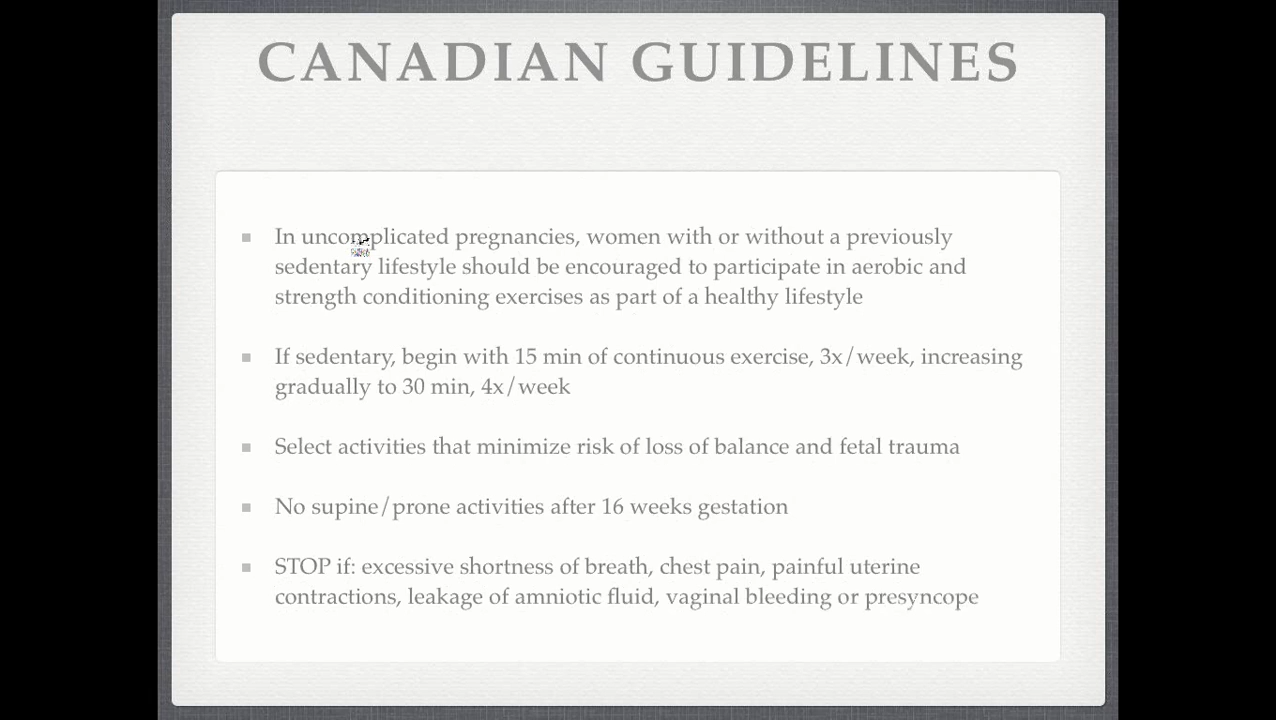 CANADIAN GUIDELINES
In uncomplicated pregnancies, women with or without a previously
sedentary lifestyle should be encouraged to participate in aerobic and
strength conditioning exercises as part of a healthy lifestyle
If sedentary, begin with 15 min of continuous exercise, 3x/week, increasing
gradually to 30 min, 4x/week
Select activities that minimize risk of loss of balance and fetal trauma
No supine/prone activities after 16 weeks gestation
STOP if: excessive shortness of breath, chest pain, painful uterine
contractions, leakage of amniotic fluid, vaginal bleeding or presyncope